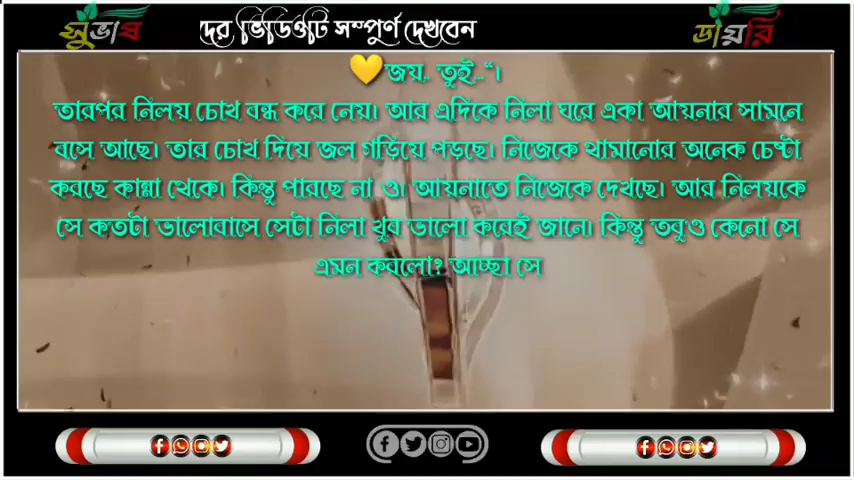 সুভাষ
দের ভিডিওটি সম্পুর্ণ দেখবেন
ডায়রি
💛জয়.. তুই...“।
তারপর নিলয় চোখ বন্ধ করে নেয়। আর এদিকে নিলা ঘরে একা আয়নার সামনে
বসে আছে। তার চোখ দিয়ে জল গড়িয়ে পড়ছে। নিজেকে থামানোর অনেক চেষ্টা
করছে কান্না থেকে। কিন্তু পারছে না ও। আয়নাতে নিজেকে দেখছে। আর নিলয়কে
সে কতটা ভালোবাসে সেটা নিলা খুব ভালো করেই জানে। কিন্তু তবুও কেনো সে
এমন করলো? আচ্ছা সে